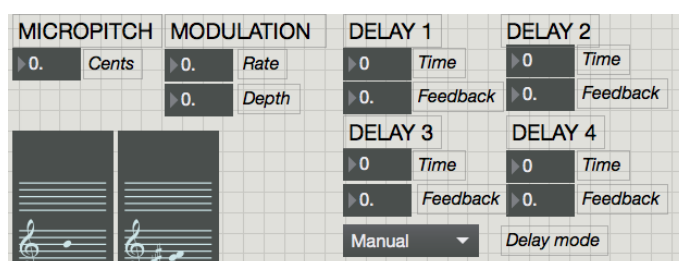 MICROPITCH MODULATION DELAY 1 DELAY 2
0. Cents 0. Rate 0 Time 0 Time
0. Depth 0. Feedback 0. Feedback
DELAY 3 DELAY 4
0 Time 0 Time
0. Feedback 0. Feedback
Manual Delay mode